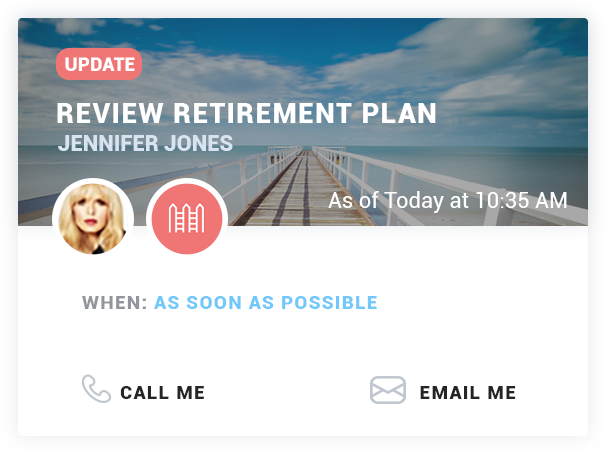 UPDATE
REVIEW RETIREMENT PLAN
JENNIFER JONES
As of Today at 10:35 AM
WHEN: AS SOON AS POSSIBLE
CALL ME
EMAIL ME